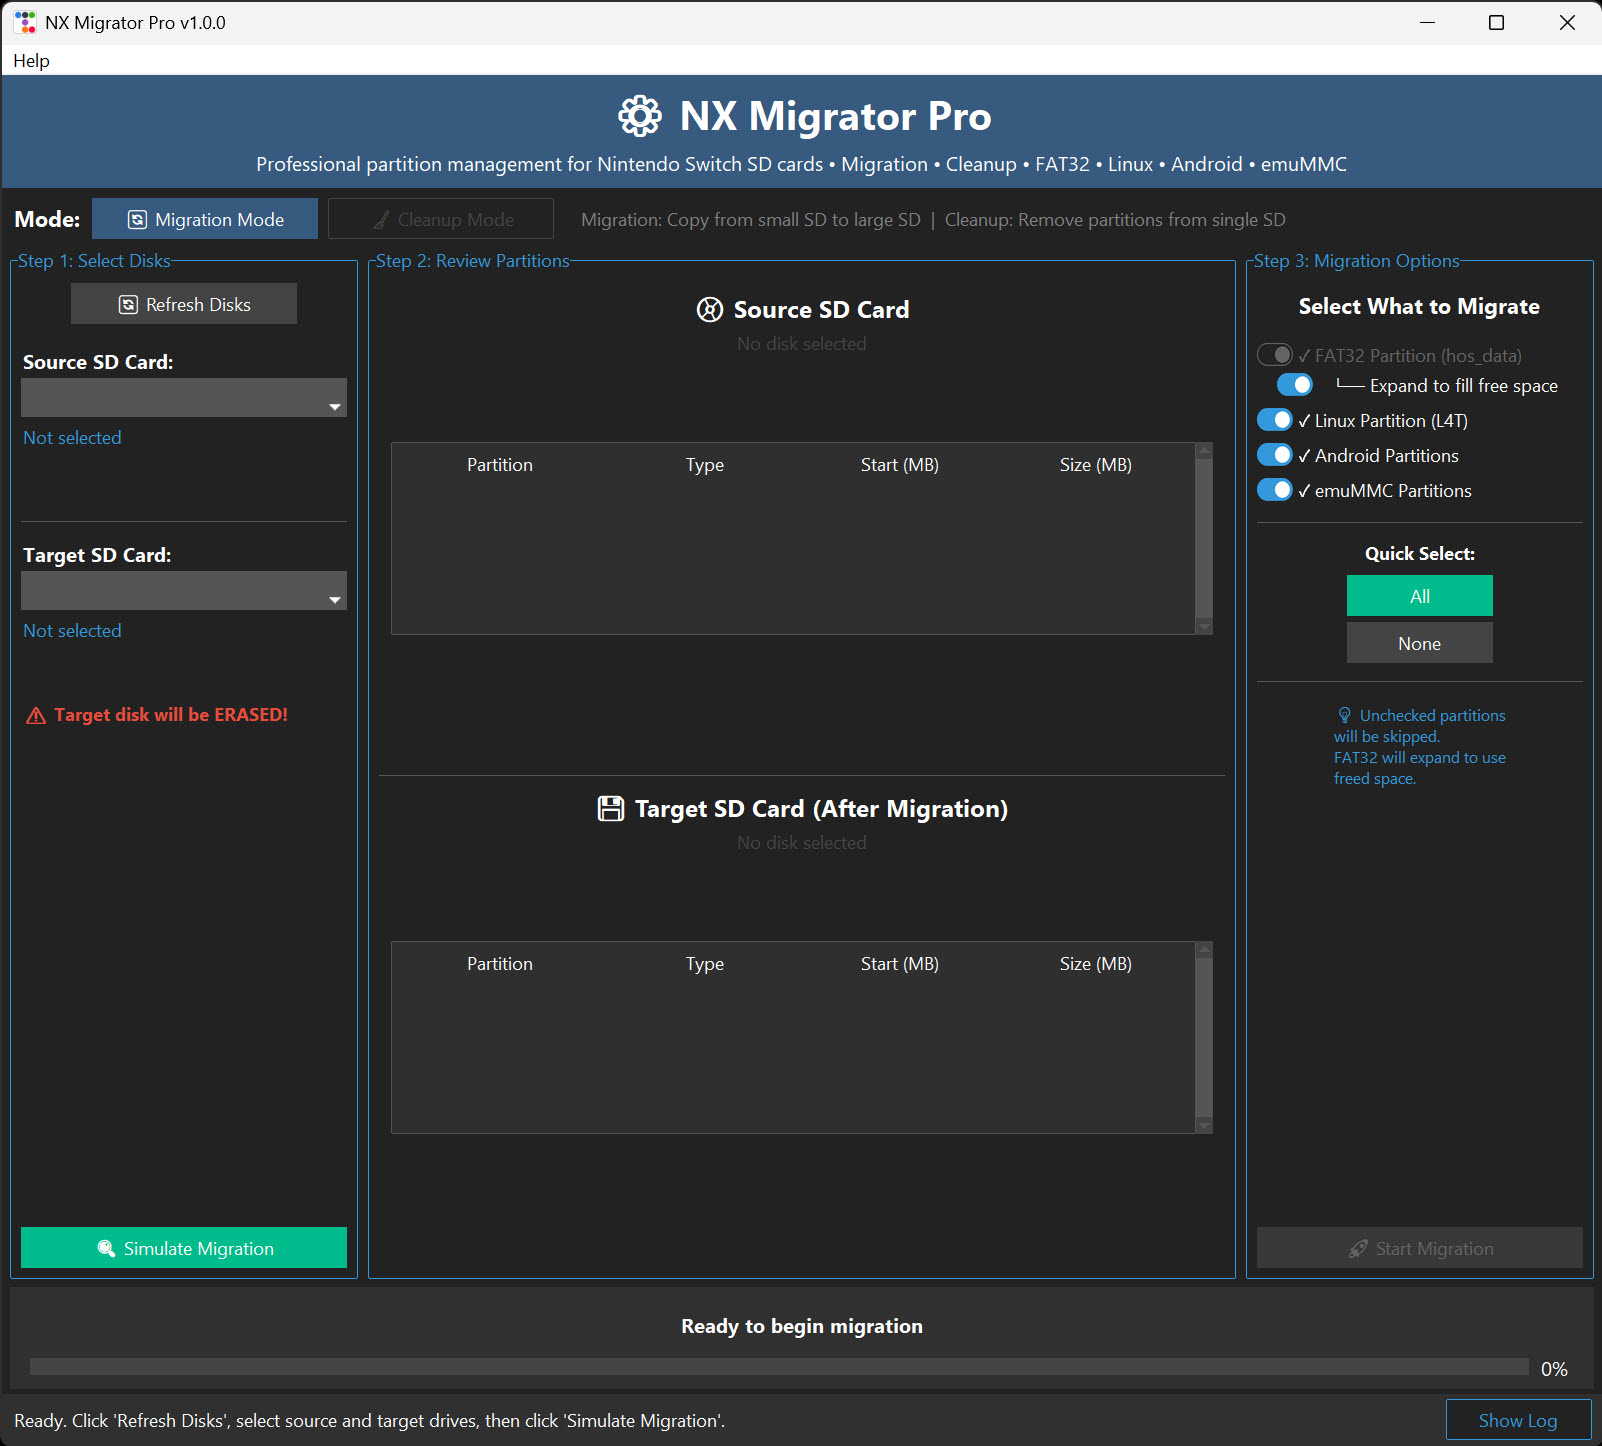 NX Migrator Pro v1.0.0
Help
NX Migrator Pro
Professional partition management for Nintendo Switch SD cards • Migration • Cleanup • FAT32 • Linux • Android • emuMMC
Mode:
Migration Mode
Cleanup Mode
Migration: Copy from small SD to large SD | Cleanup: Remove partitions from single SD
Step 1: Select Disks
Refresh Disks
Source SD Card:
Not selected
Target SD Card:
Not selected
Target disk will be ERASED!
Simulate Migration
Step 2: Review Partitions
Source SD Card
No disk selected
Partition Type Start (MB) Size (MB)
Target SD Card (After Migration)
No disk selected
Partition Type Start (MB) Size (MB)
Step 3: Migration Options
Select What to Migrate
✓ FAT32 Partition (hos_data)
└── Expand to fill free space
✓ Linux Partition (L4T)
✓ Android Partitions
✓ emuMMC Partitions
Quick Select:
All
None
Unchecked partitions
will be skipped.
FAT32 will expand to use
freed space.
Start Migration
Ready to begin migration
0%
Ready. Click 'Refresh Disks', select source and target drives, then click 'Simulate Migration'.
Show Log